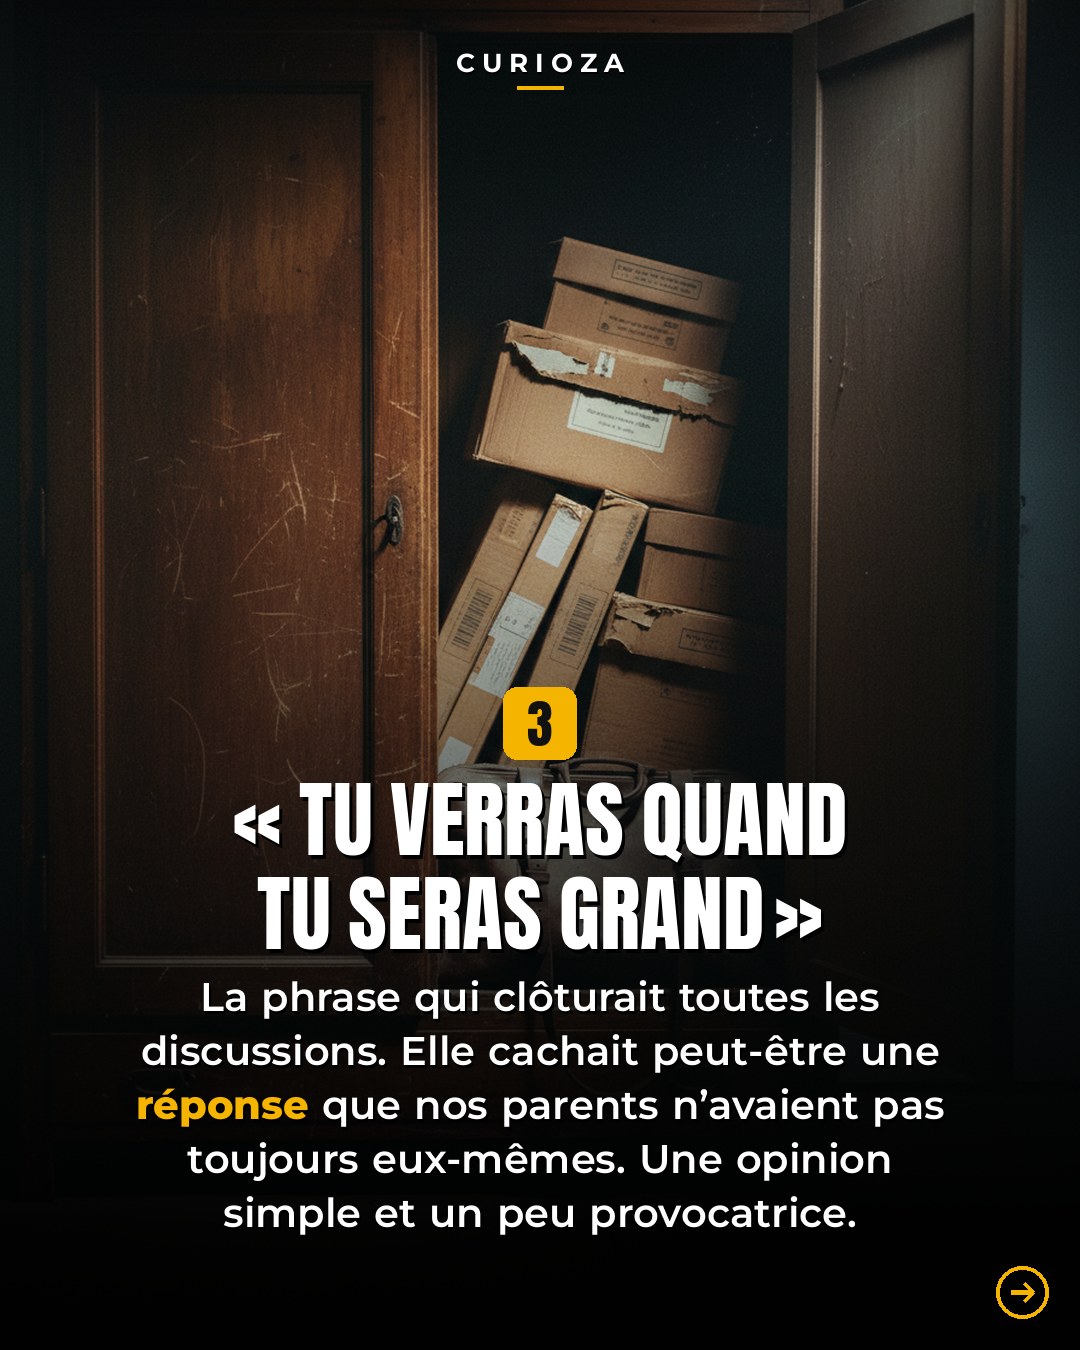 CURIOZA
3
« TU VERRAS QUAND
TU SERAS GRAND »
La phrase qui clôturait toutes les
discussions. Elle cachait peut-être une
réponse que nos parents n’avaient pas
toujours eux-mêmes. Une opinion
simple et un peu provocatrice.